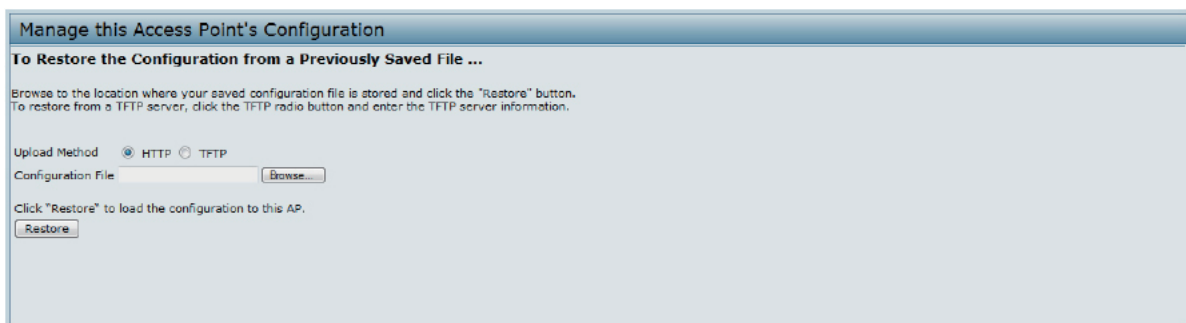 Manage this Access Point's Configuration
To Restore the Configuration from a Previously Saved File ...
Browse to the location where your saved configuration file is stored and click the "Restore" button.
To restore from a TFTP server, click the TFTP radio button and enter the TFTP server information.
Upload Method HTTP TFTP
Configuration File Browse...
Click "Restore" to load the configuration to this AP.
Restore